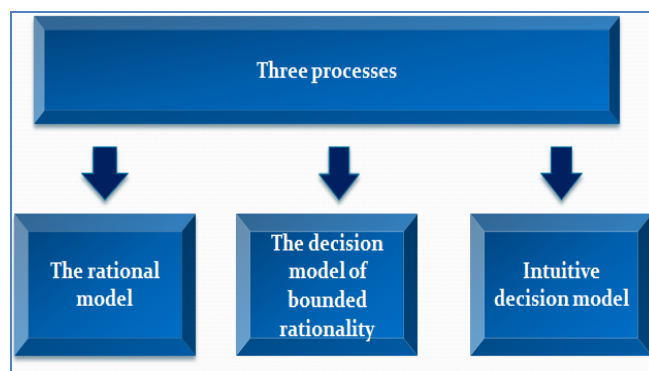 Three processes
The rational
model
The decision
model of
bounded
rationality
Intuitive
decision model